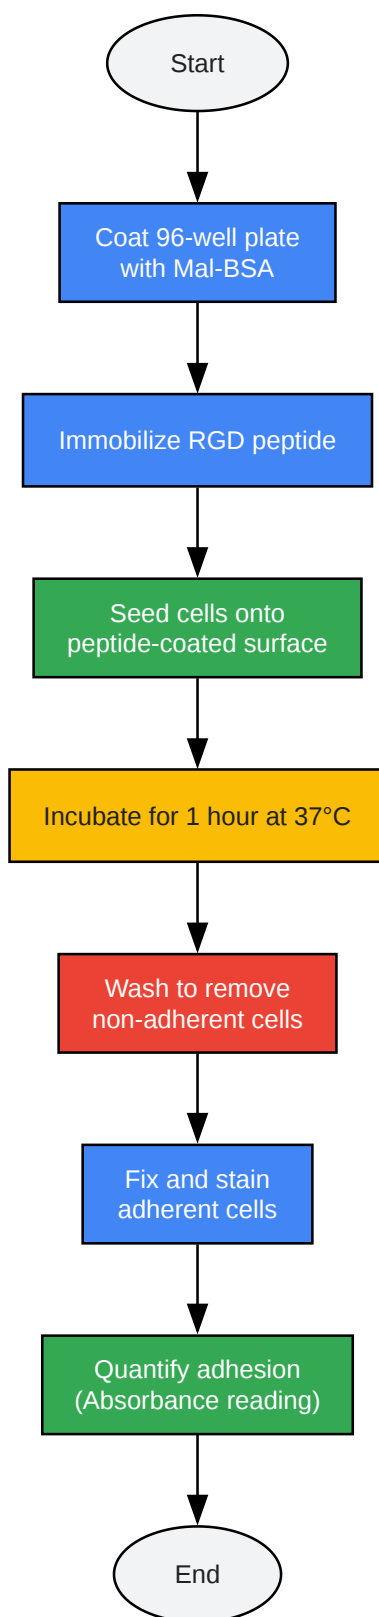 Start
Coat 96-well plate
with Mal-BSA
Immobilize RGD peptide
Seed cells onto
peptide-coated surface
Incubate for 1 hour at 37°C
Wash to remove
non-adherent cells
Fix and stain
adherent cells
Quantify adhesion
(Absorbance reading)
End